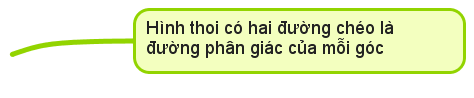 Hình thoi có hai đường chéo là
đường phân giác của mỗi góc